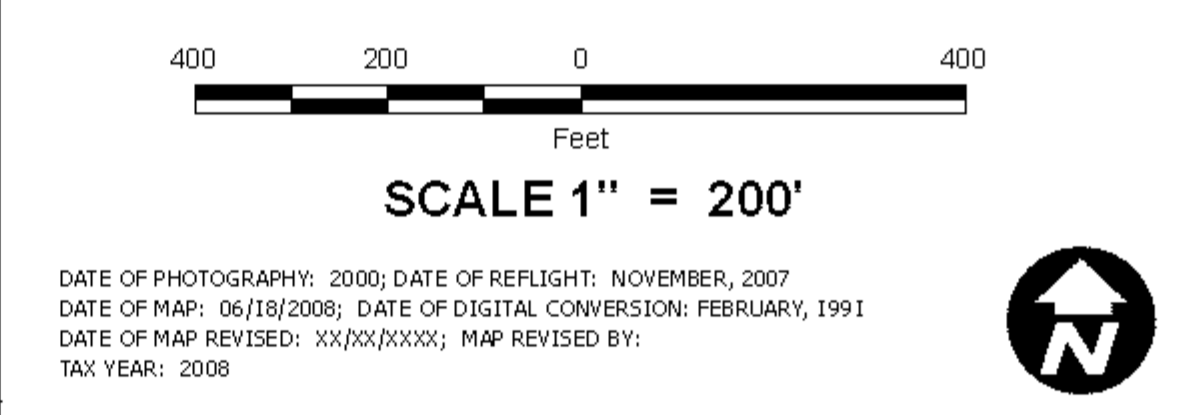 400 200 0 400
Feet
SCALE 1" = 200'
DATE OF PHOTOGRAPHY: 2000; DATE OF REFLIGHT: NOVEMBER, 2007
DATE OF MAP: 06/18/2008; DATE OF DIGITAL CONVERSION: FEBRUARY, 1991
DATE OF MAP REVISED: XX/XX/XXXX; MAP REVISED BY:
TAX YEAR: 2008
N